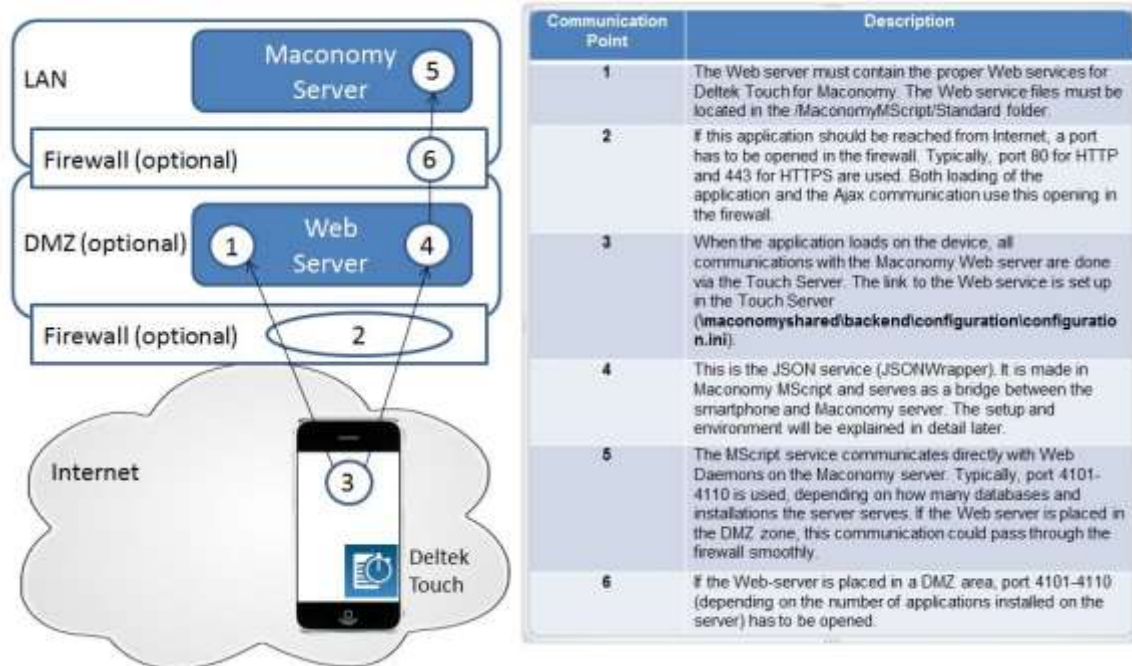 LAN
Maconomy
Server
5
Firewall (optional)
6
DMZ (optional)
1
Web
Server
4
Firewall (optional)
2
Internet
3
Deltek
Touch
Communication
Point
Description
1
The Web server must contain the proper Web services for
Deltek Touch for Maconomy. The Web service files must be
located in the /MaconomyMScript/Standard folder.
2
If this application should be reached from Internet, a port
has to be opened in the firewall. Typically, port 80 for HTTP
and 443 for HTTPS are used. Both loading of the
application and the Ajax communication use this opening in
the firewall.
3
When the application loads on the device, all
communications with the Maconomy Web server are done
via the Touch Server. The link to the Web service is set up
in the Touch Server
(\maconomyshared\backend\configuration\configuratio
n.ini).
4
This is the JSON service (JSONWrapper). It is made in
Maconomy MScript and serves as a bridge between the
smartphone and Maconomy server. The setup and
environment will be explained in detail later.
5
The MScript service communicates directly with Web
Daemons on the Maconomy server. Typically, port 4101-
4110 is used, depending on how many databases and
installations the server serves. If the Web server is placed in
the DMZ zone, this communication could pass through the
firewall smoothly.
6
If the Web-server is placed in a DMZ area, port 4101-4110
(depending on the number of applications installed on the
server) has to be opened.